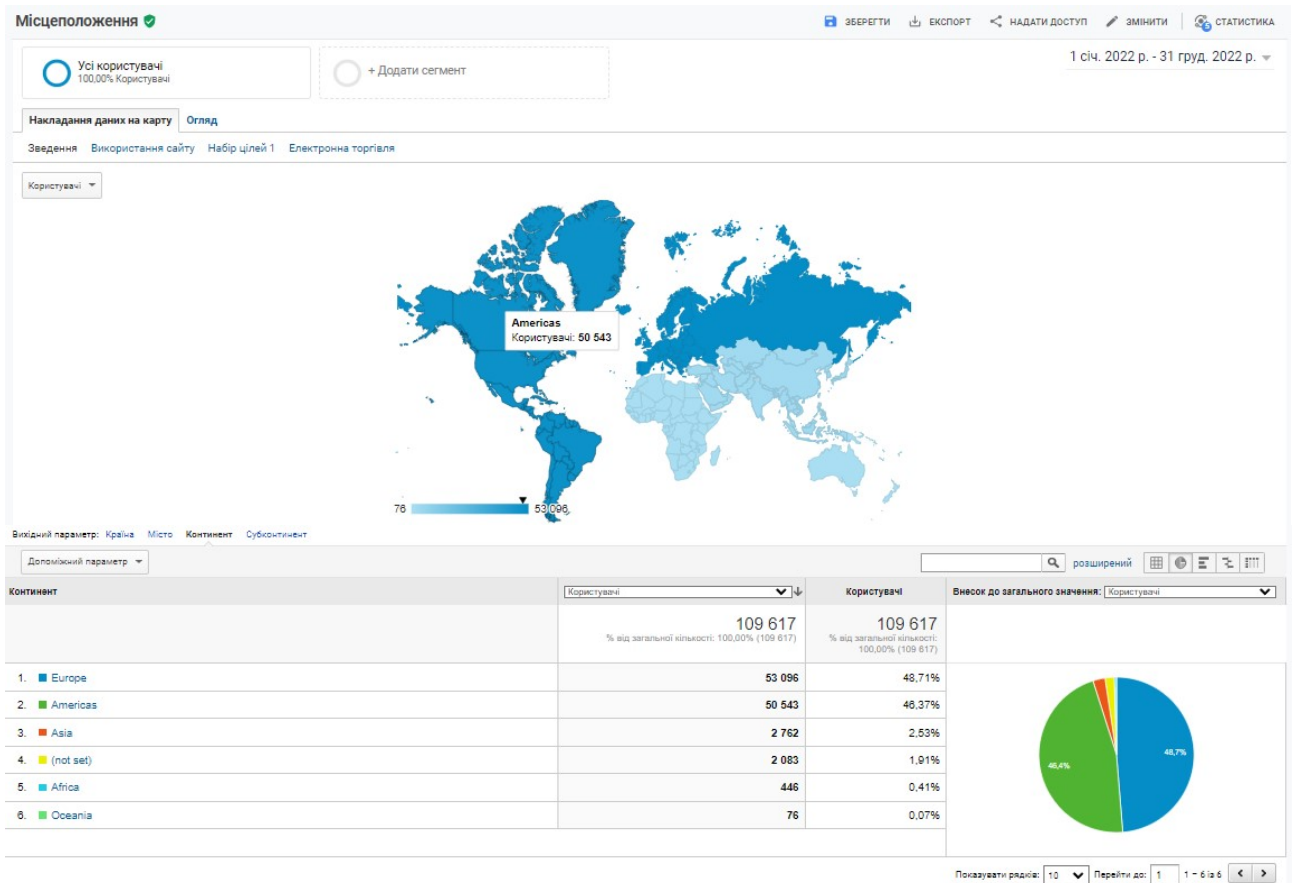 Місцеположення
ЗБЕРЕГТИ ЕКСПОРТ НАДАТИ ДОСТУП ЗМІНИТИ 5 СТАТИСТИКА
Усі користувачі
100,00% Користувачі
+ Додати сегмент
1 січ. 2022 р. - 31 груд. 2022 р.
Накладання даних на карту Огляд
Зведення Використання сайту Набір цілей 1 Електронна торгівля
Користувачі
Americas
Користувачі: 50 543
76 53 096
Вихідний параметр: Країна Місто Континент Субконтинент
Допоміжний параметр
розширений
Континент Користувачі Користувачі Внесок до загального значення: Користувачі
109 617 109 617
% від загальної кількості: 100,00% (109 617) % від загальної кількості:
100,00% (109 617)
1. Europe 53 096 48,71%
2. Americas 50 543 46,37%
3. Asia 2 762 2,53%
4. (not set) 2 083 1,91%
5. Africa 446 0,41%
6. Oceania 76 0,07%
48,7%
46,4%
Показувати рядків: 10 Перейти до: 1 1 – 6 із 6